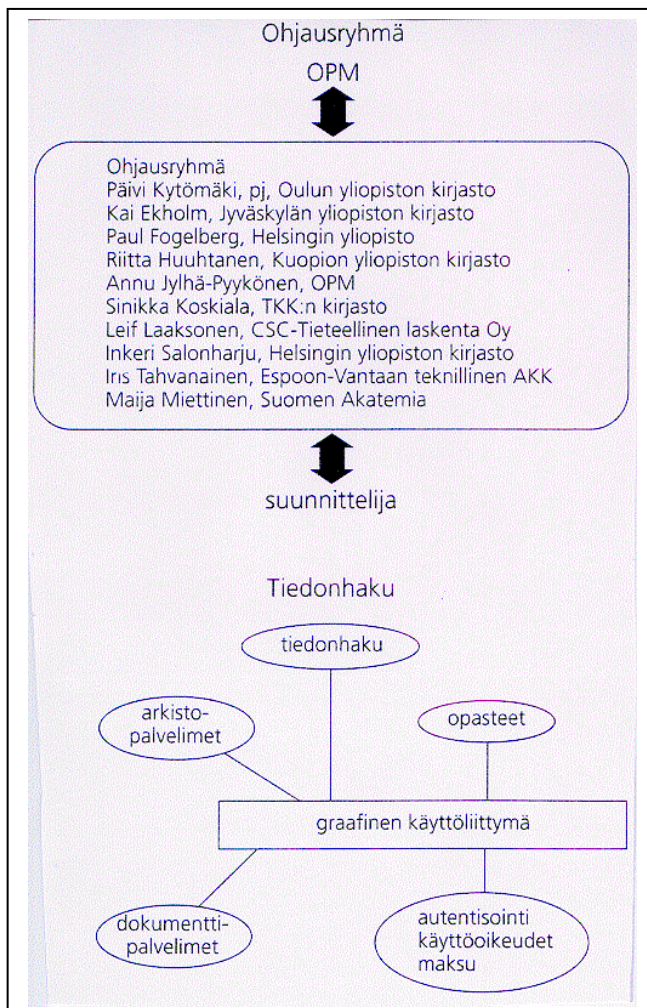 Ohjausryhmä
OPM
Ohjausryhmä
Päivi Kytömäki, pj, Oulun yliopiston kirjasto
Kai Ekholm, Jyväskylän yliopiston kirjasto
Paul Fogelberg, Helsingin yliopisto
Riitta Huuhtanen, Kuopion yliopiston kirjasto
Annu Jylhä-Pyykönen, OPM
Sinikka Koskiala, TKK:n kirjasto
Leif Laaksonen, CSC-Tieteellinen laskenta Oy
Inkeri Salonharju, Helsingin yliopiston kirjasto
Iris Tahvanainen, Espoon-Vantaan teknillinen AKK
Maija Miettinen, Suomen Akatemia
suunnittelija
Tiedonhaku
tiedonhaku
arkisto-
palvelimet
opasteet
graafinen käyttöliittymä
dokumentti-
palvelimet
autentisointi
käyttöoikeudet
maksu